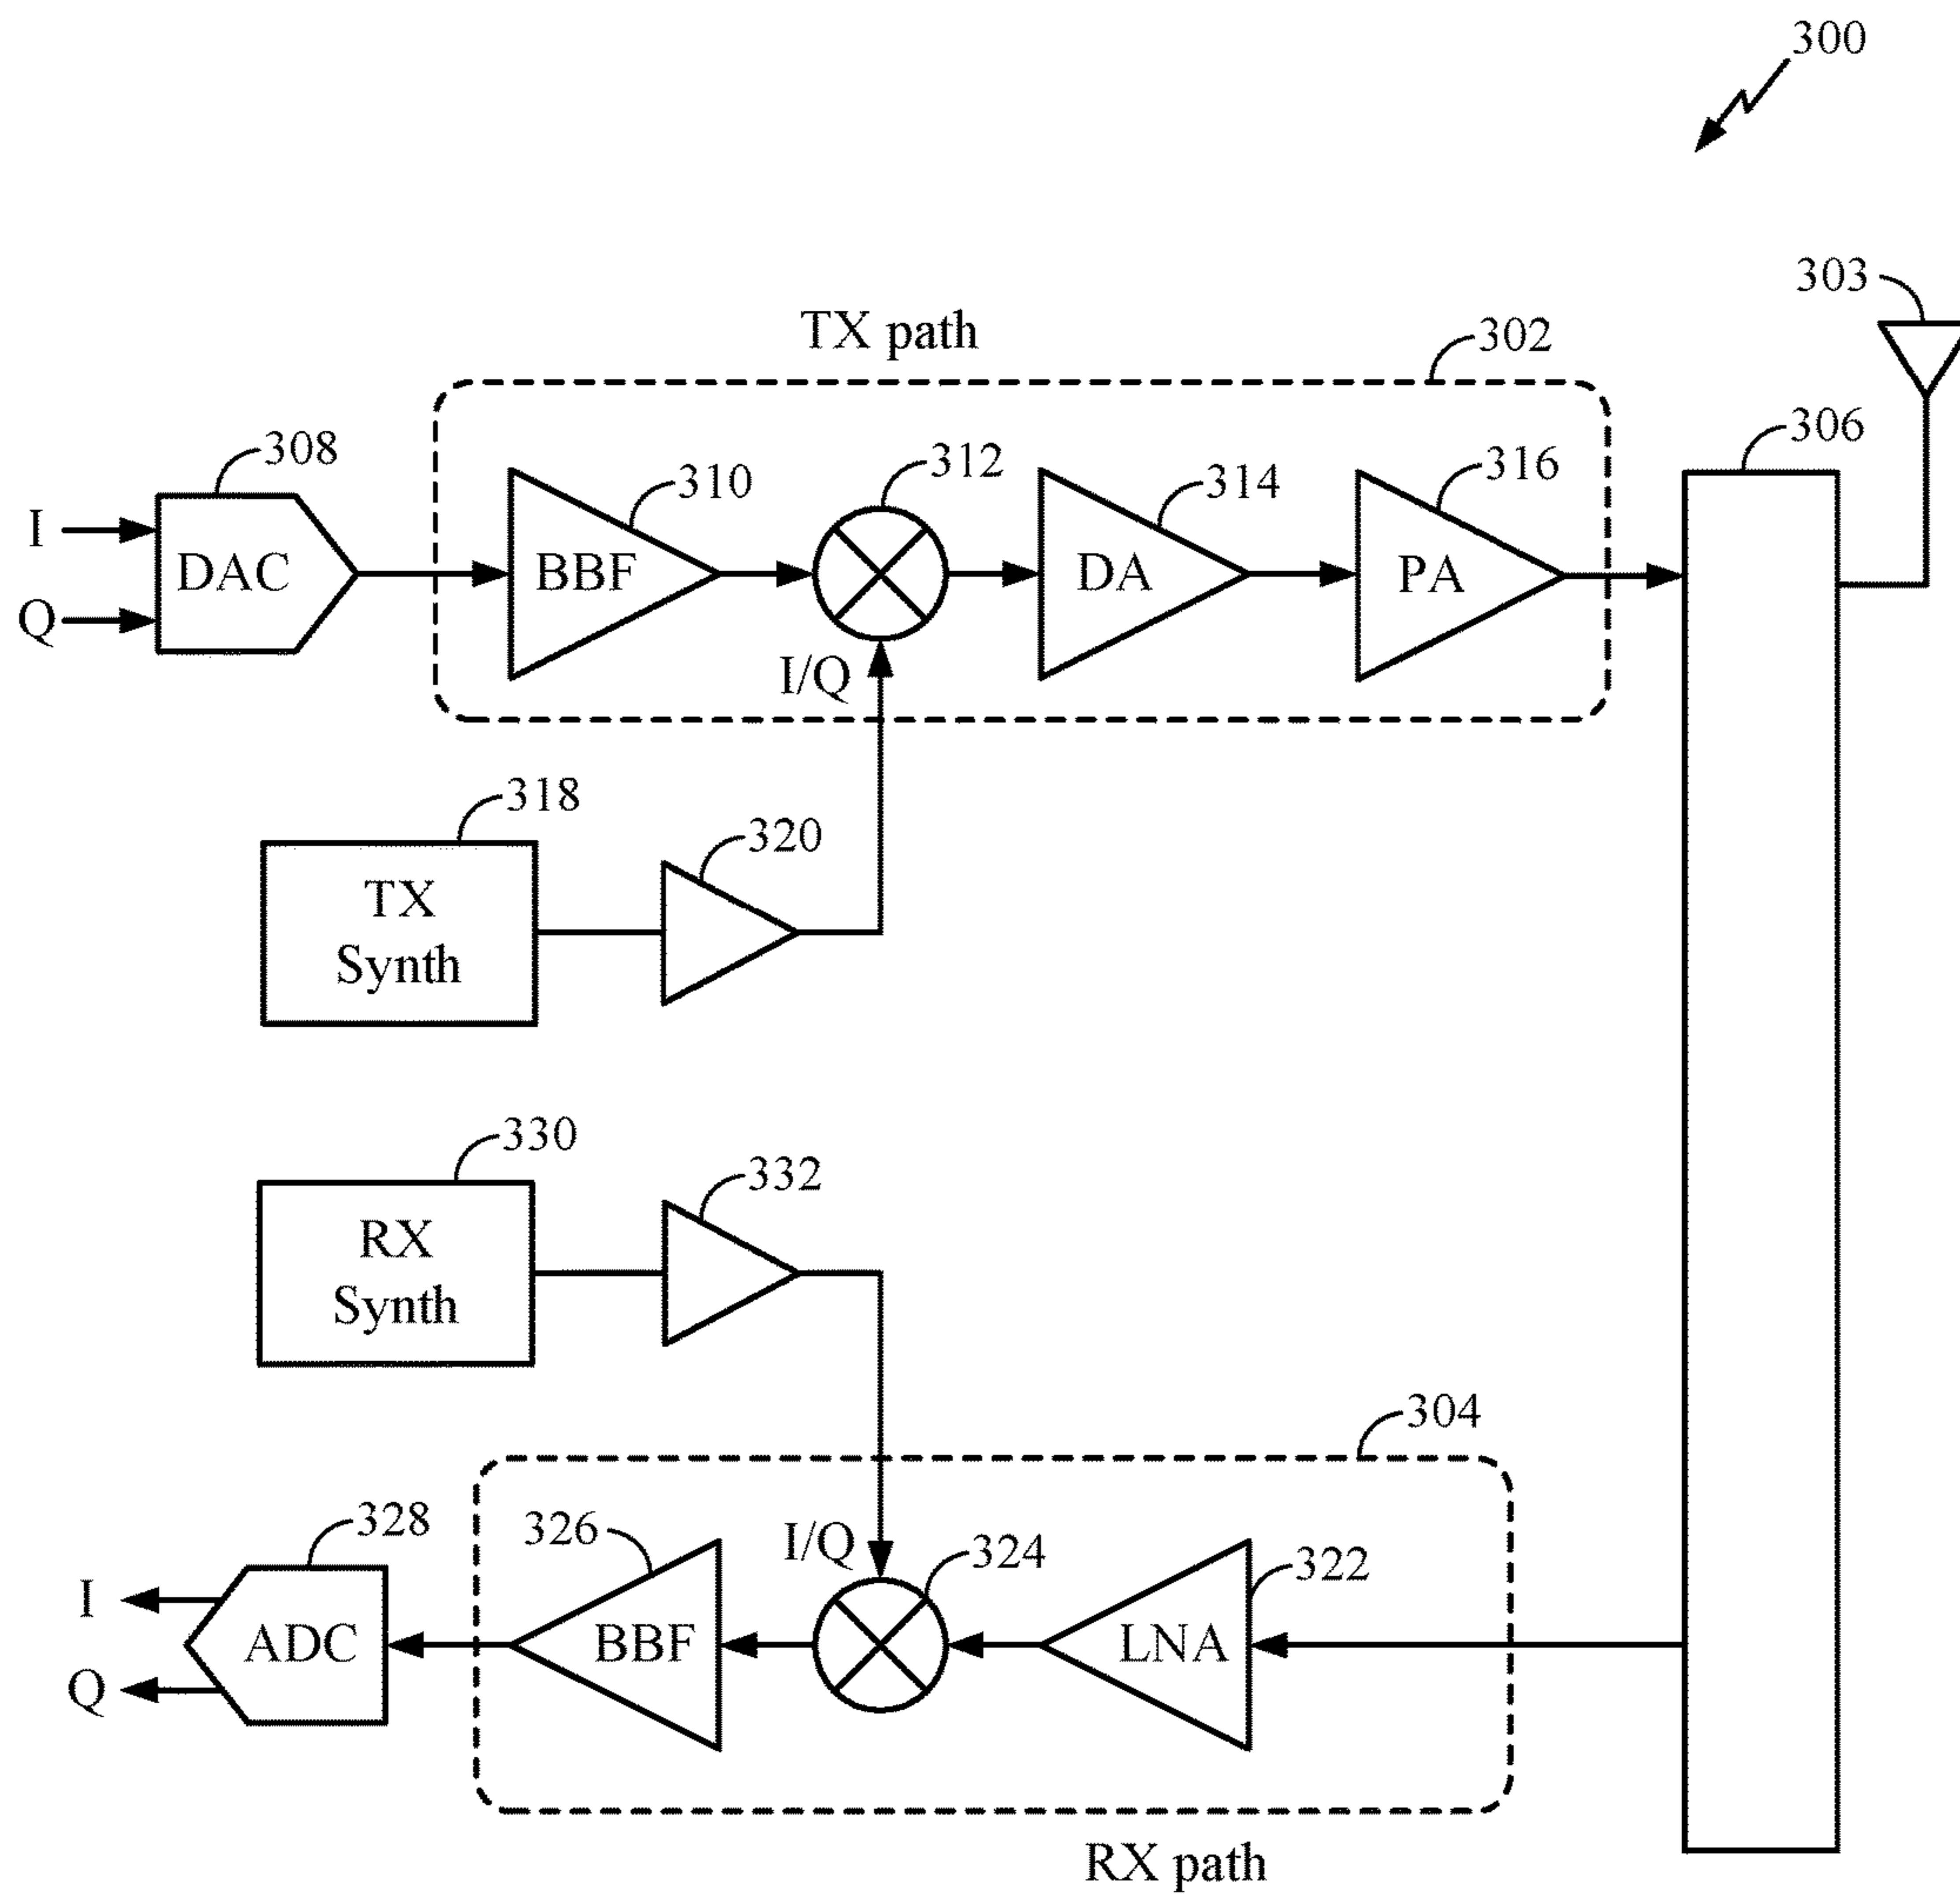 300
303
TX path
302
306
308
310
312
314
316
I
DAC
BBF
DA
PA
Q
I/Q
318
320
TX
Synth
330
332
RX
Synth
304
328
326
I/Q
324
322
I
ADC
BBF
LNA
Q
RX path